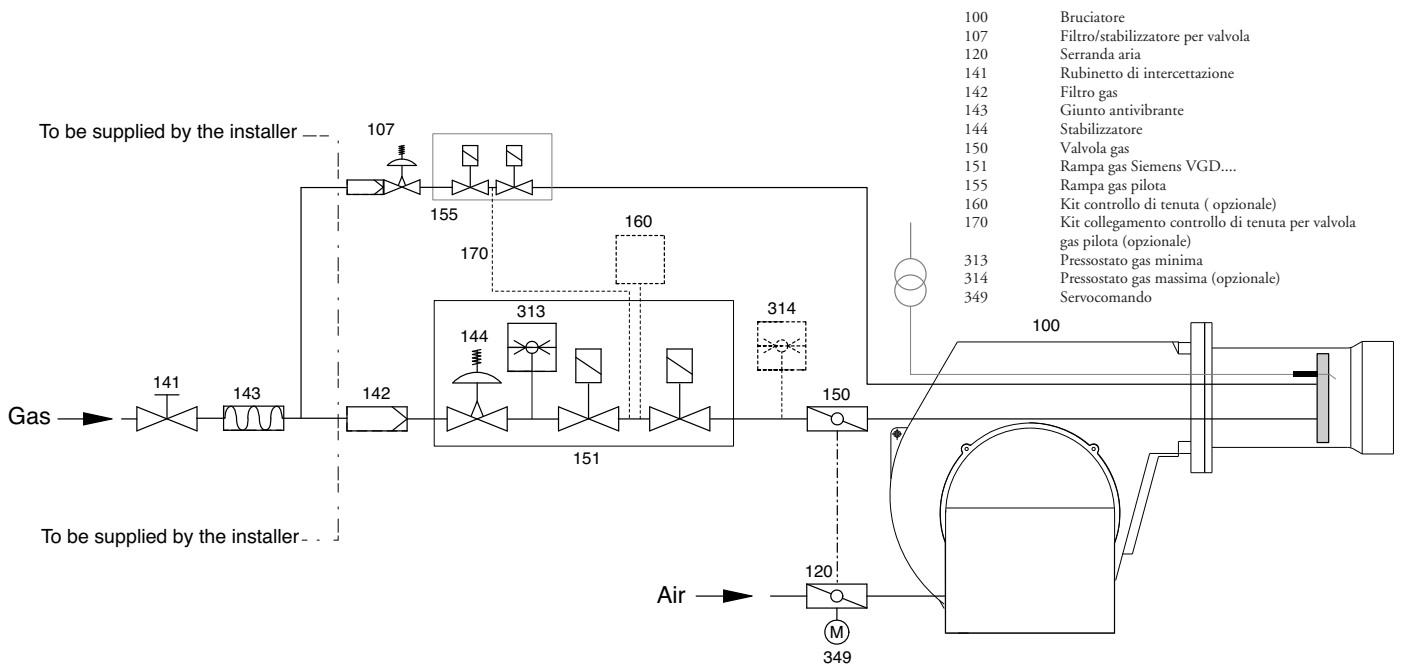 100 Bruciatore
107 Filtro/stabilizzatore per valvola
120 Serranda aria
141 Rubinetto di intercettazione
142 Filtro gas
143 Giunto antivibrante
144 Stabilizzatore
150 Valvola gas
151 Rampa gas Siemens VGD....
155 Rampa gas pilota
160 Kit controllo di tenuta ( opzionale)
170 Kit collegamento controllo di tenuta per valvola
gas pilota (opzionale)
313 Pressostato gas minima
314 Pressostato gas massima (opzionale)
349 Servocomando
To be supplied by the installer
107
155
160
170
313
314
100
144
141
143
142
150
Gas
151
To be supplied by the installer
120
Air
M
349